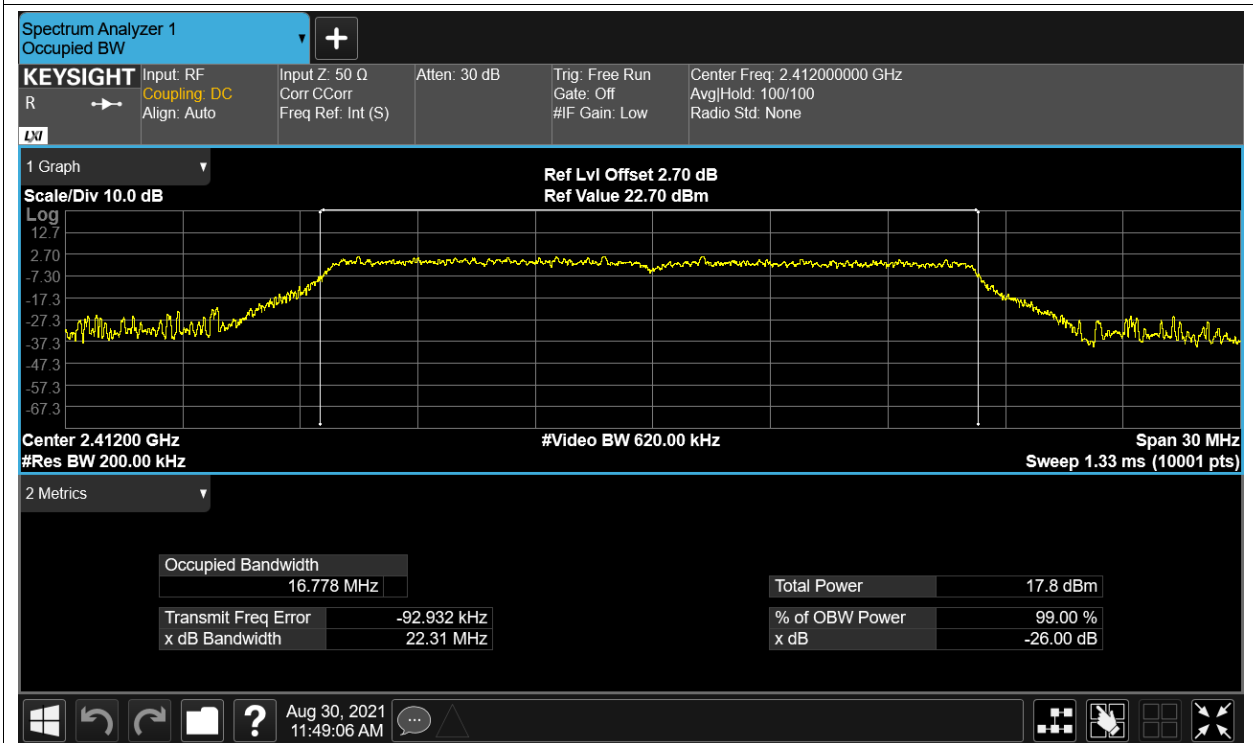 Spectrum Analyzer 1
Occupied BW
KEYSIGHT
R
LXI
Input: RF
Coupling: DC
Align: Auto
Input Z: 50 Ω
Corr CCorr
Freq Ref: Int (S)
Atten: 30 dB
Trig: Free Run
Gate: Off
#IF Gain: Low
Center Freq: 2.412000000 GHz
Avg|Hold: 100/100
Radio Std: None
1 Graph
Scale/Div 10.0 dB
Ref Lvl Offset 2.70 dB
Ref Value 22.70 dBm
Log
12.7
2.70
-7.30
-17.3
-27.3
-37.3
-47.3
-57.3
-67.3
Center 2.41200 GHz
#Video BW 620.00 kHz
Span 30 MHz
#Res BW 200.00 kHz
Sweep 1.33 ms (10001 pts)
2 Metrics
Occupied Bandwidth
16.778 MHz
Total Power 17.8 dBm
Transmit Freq Error -92.932 kHz
% of OBW Power 99.00 %
x dB Bandwidth 22.31 MHz
x dB -26.00 dB
?
Aug 30, 2021
11:49:06 AM